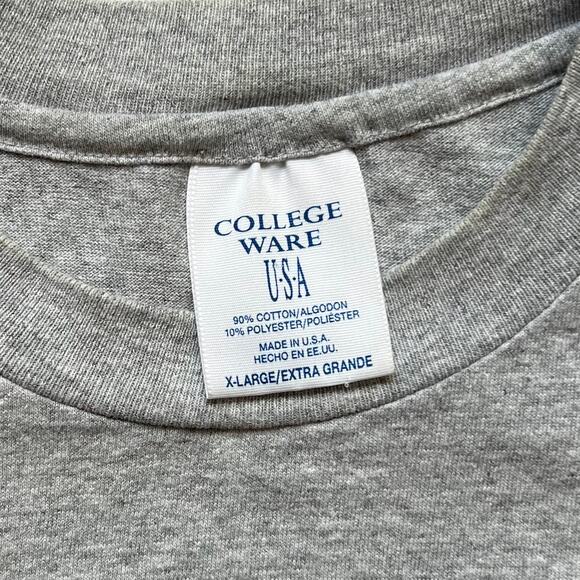 COLLEGE
WARE
U·S·A
90% COTTON/ALGODON
10% POLYESTER/POLIÉSTER
MADE IN U.S.A.
HECHO EN EE.UU.
X-LARGE/EXTRA GRANDE